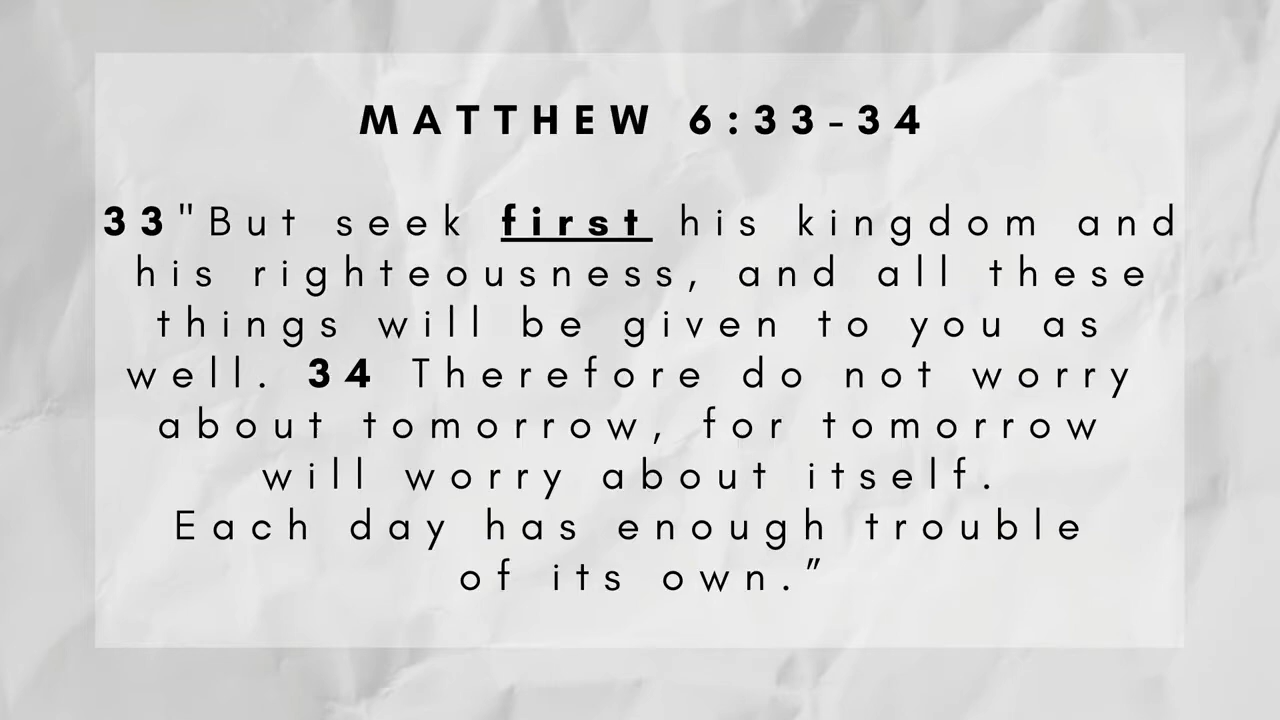 MATTHEW 6:33-34
33"But seek first his kingdom and
his righteousness, and all these
things will be given to you as
well. 34 Therefore do not worry
about tomorrow, for tomorrow
will worry about itself.
Each day has enough trouble
of its own.”